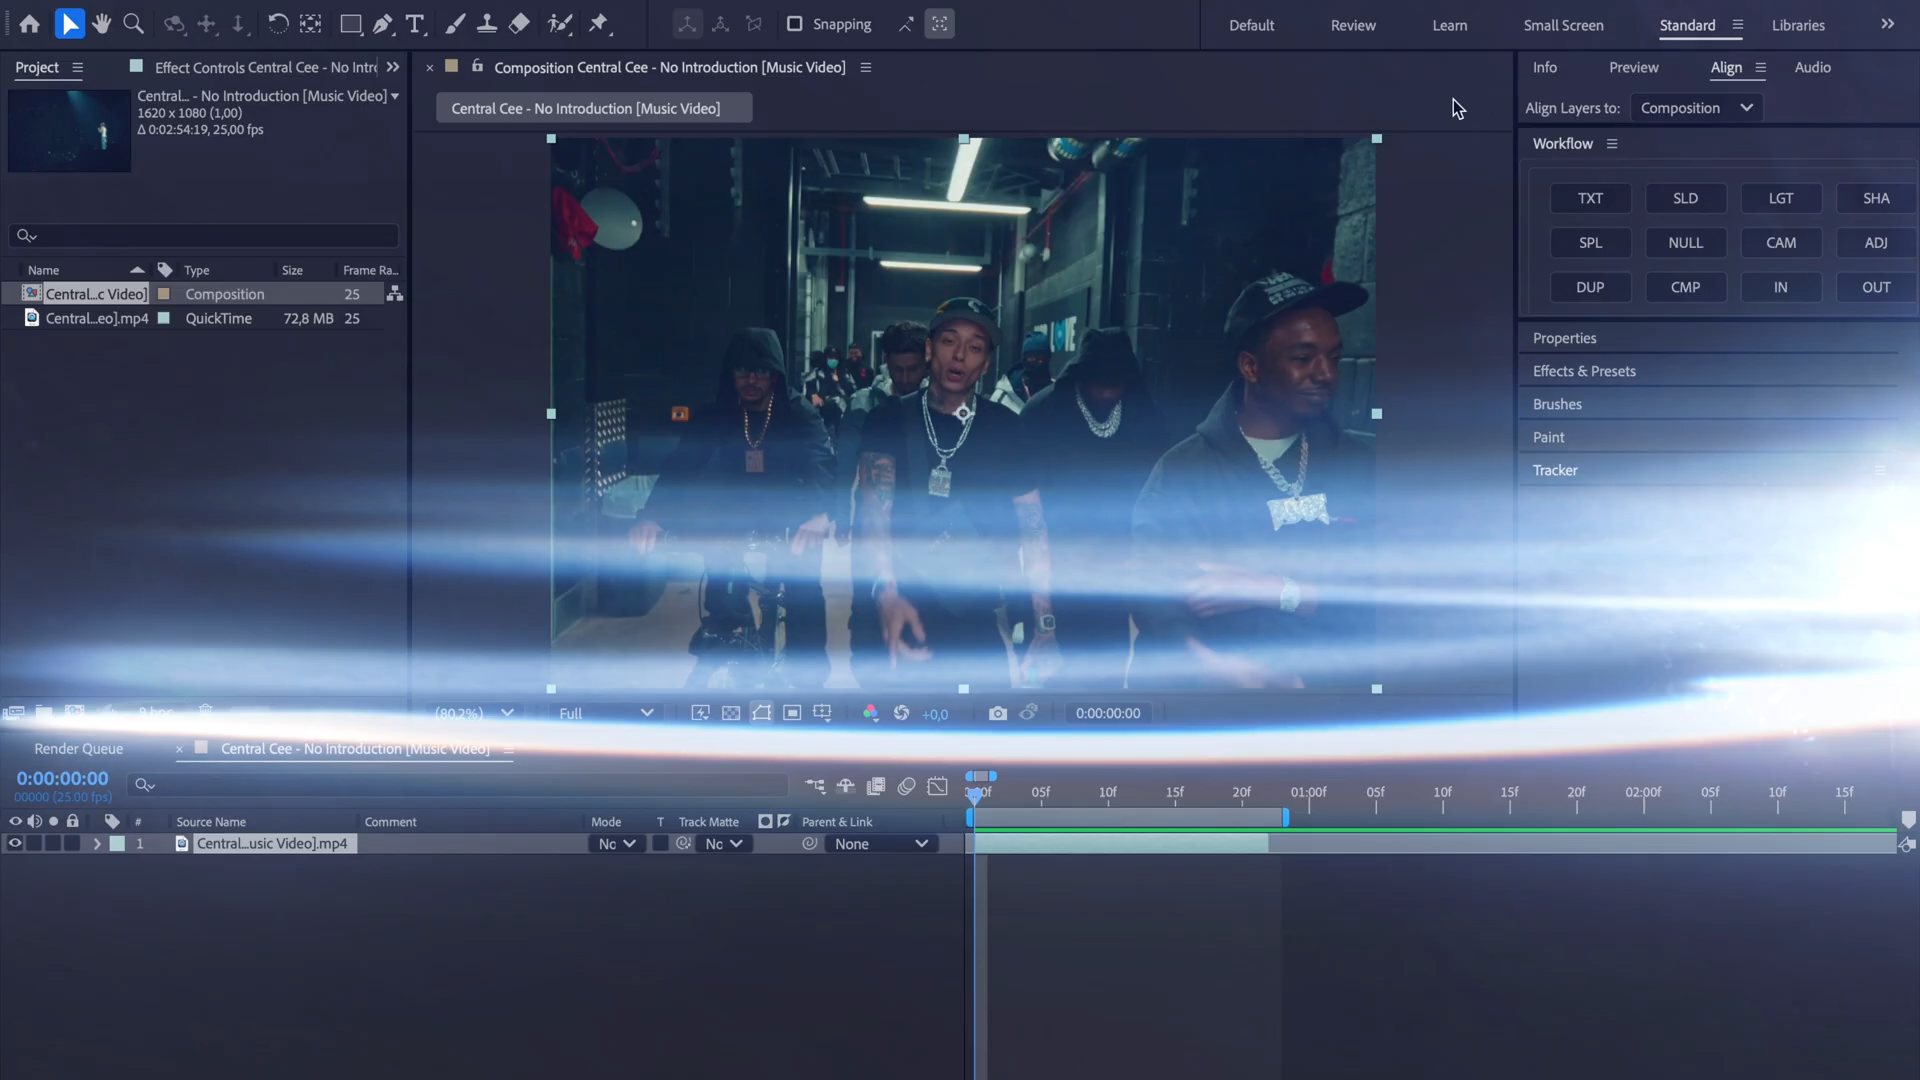 Snapping
Default
Review
Learn
Small Screen
Standard
Libraries
Project
Effect Controls Central Cee - No Intro
Composition Central Cee - No Introduction [Music Video]
Info
Preview
Align
Audio
Central... - No Introduction [Music Video]
1620 x 1080 (1,00)
Δ 0:02:54:19, 25,00 fps
Central Cee - No Introduction [Music Video]
Align Layers to:
Composition
Workflow
TXT
SLD
LGT
SHA
SPL
NULL
CAM
ADJ
DUP
CMP
IN
OUT
Name
Type
Size
Frame Ra...
Central...c Video]
Composition
25
Central...eo].mp4
QuickTime
72,8 MB
25
Properties
Effects & Presets
Brushes
Paint
Tracker
8 bpc
(80,2%)
Full
+0,0
0:00:00:00
Render Queue
Central Cee - No Introduction [Music Video]
0:00:00:00
00000 (25.00 fps)
05f
10f
15f
20f
01:00f
05f
10f
15f
20f
02:00f
05f
10f
15f
#
Source Name
Comment
Mode
T
Track Matte
Parent & Link
1
Central...usic Video].mp4
Nc
Nc
None